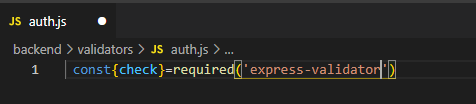 JS auth.js ●
backend > validators > JS auth.js > ...
1 const{check}=required('express-validator')